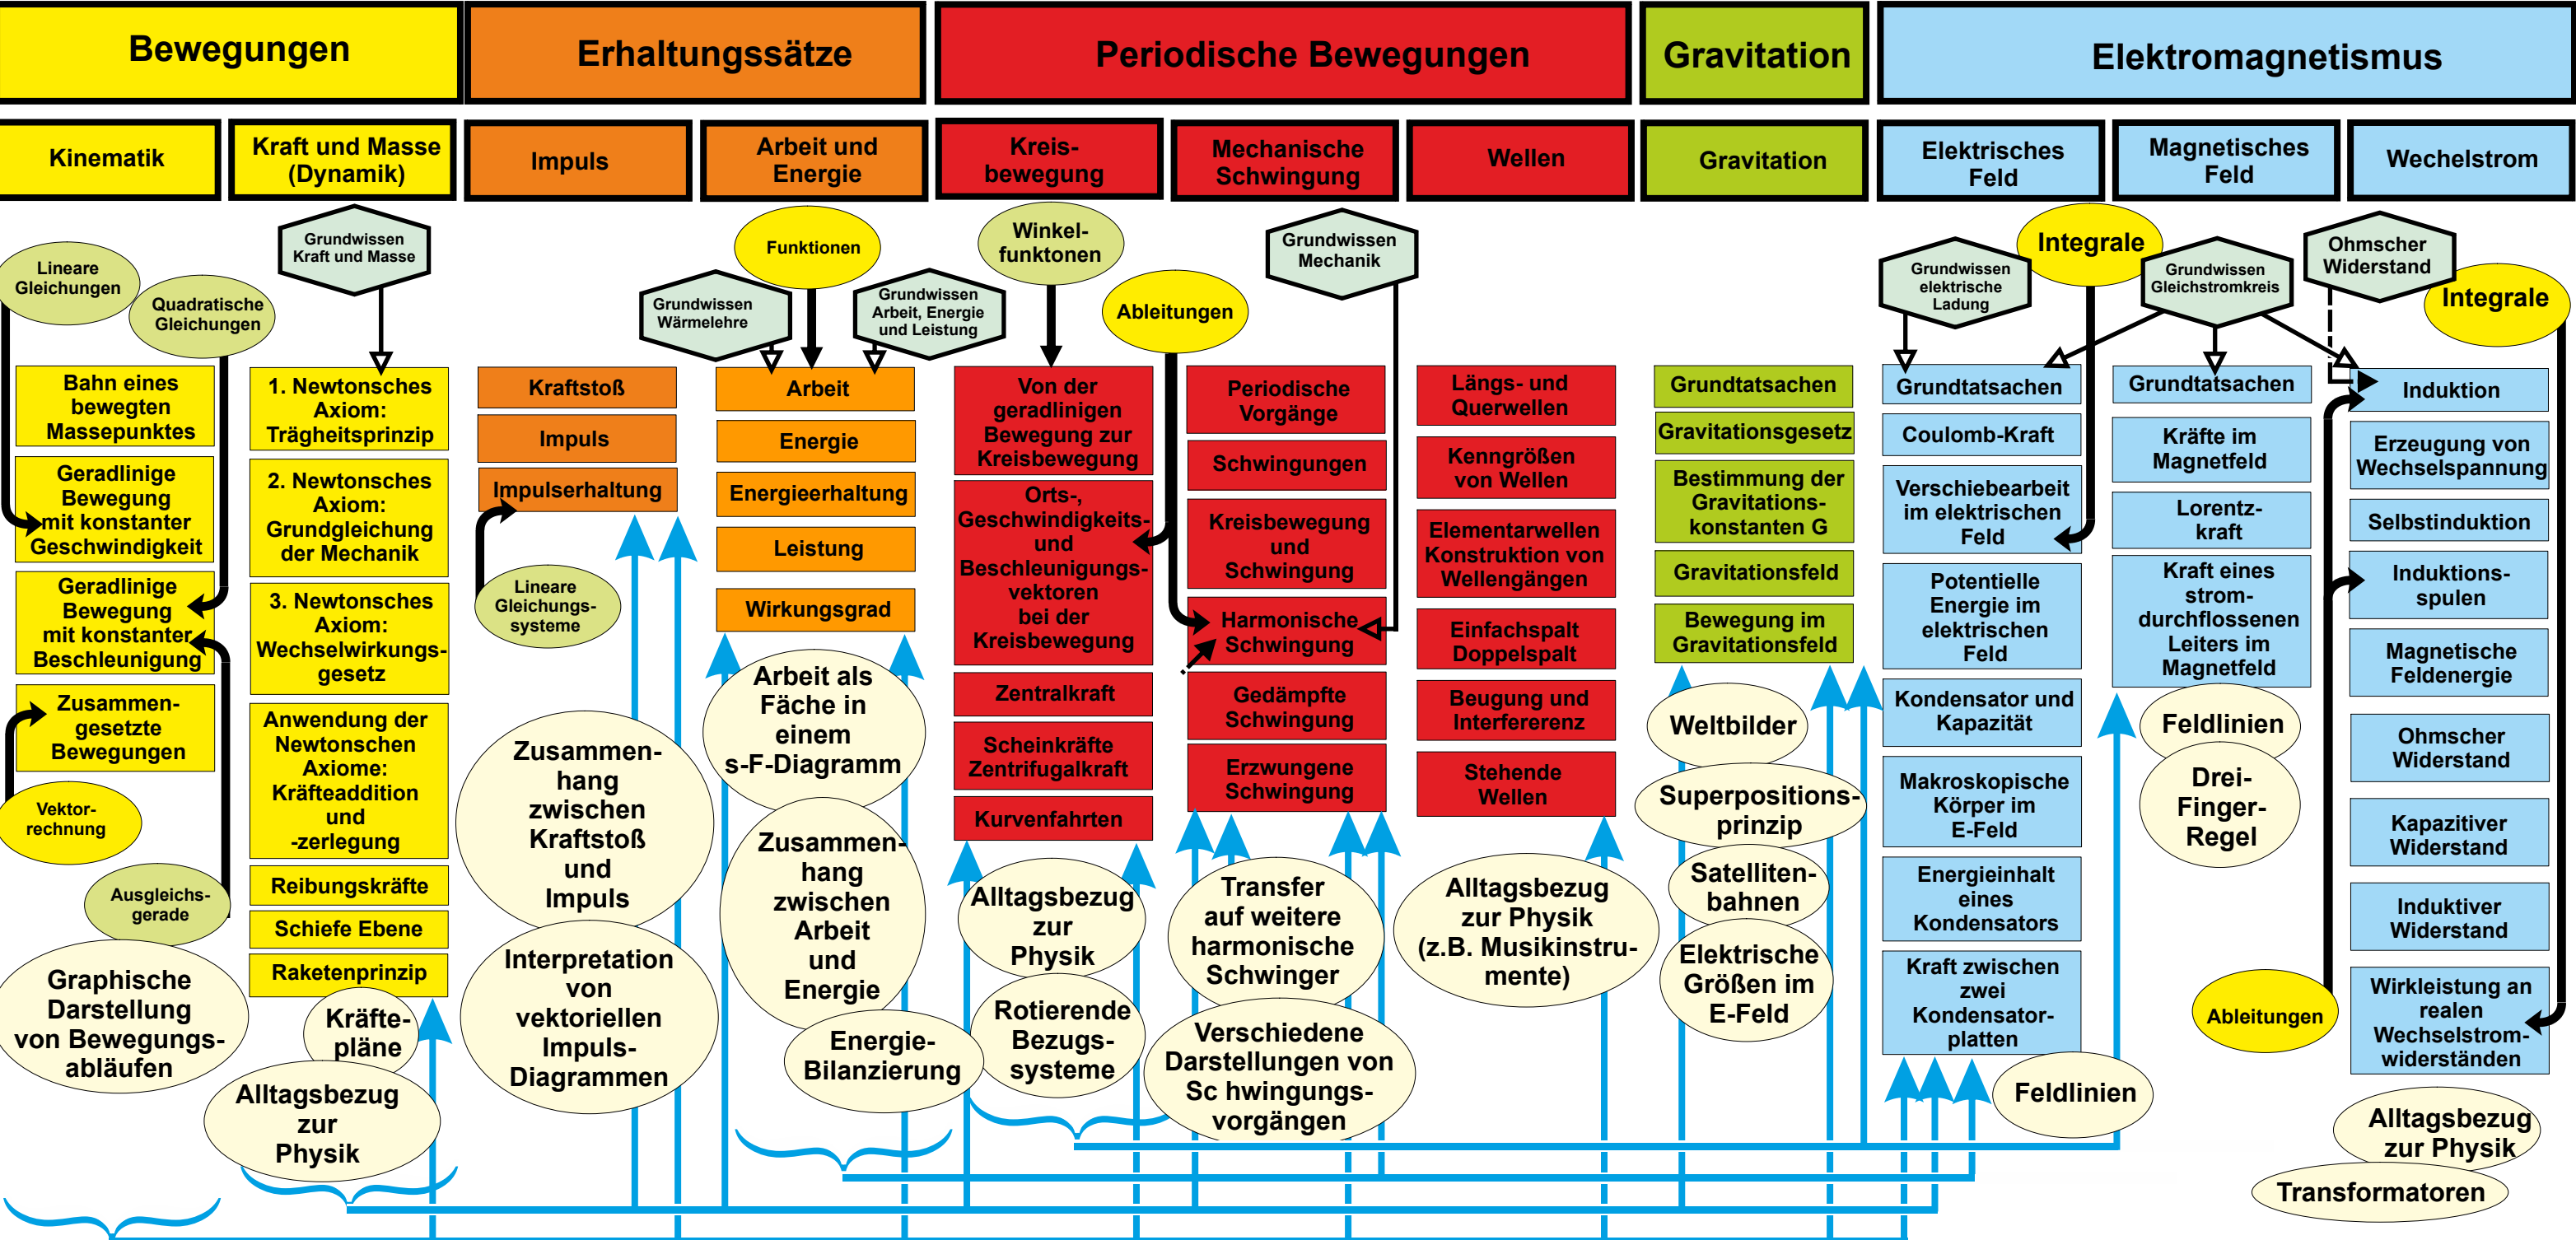 Bewegungen
Erhaltungssätze
Periodische Bewegungen
Gravitation
Elektromagnetismus
Kinematik
Kraft und Masse
(Dynamik)
Impuls
Arbeit und
Energie
Kreis-
bewegung
Mechanische
Schwingung
Wellen
Gravitation
Elektrisches
Feld
Magnetisches
Feld
Wechelstrom
Lineare
Gleichungen
Quadratische
Gleichungen
Grundwissen
Kraft und Masse
Grundwissen
Wärmelehre
Funktionen
Grundwissen
Arbeit, Energie
und Leistung
Winkel-
funktonen
Ableitungen
Grundwissen
Mechanik
Grundwissen
elektrische
Ladung
Integrale
Grundwissen
Gleichstromkreis
Ohmscher
Widerstand
Integrale
Bahn eines
bewegten
Massepunktes
Geradlinige
Bewegung
mit konstanter
Geschwindigkeit
Geradlinige
Bewegung
mit konstanter
Beschleunigung
Zusammen-
gesetzte
Bewegungen
Vektor-
rechnung
Ausgleichs-
gerade
Graphische
Darstellung
von Bewegungs-
abläufen
1. Newtonsches
Axiom:
Trägheitsprinzip
2. Newtonsches
Axiom:
Grundgleichung
der Mechanik
3. Newtonsches
Axiom:
Wechselwirkungs-
gesetz
Anwendung der
Newtonschen
Axiome:
Kräfteaddition
und
-zerlegung
Reibungskräfte
Schiefe Ebene
Raketenprinzip
Kräfte-
pläne
Alltagsbezug
zur
Physik
Kraftstoß
Impuls
Impulserhaltung
Lineare
Gleichungs-
systeme
Zusammen-
hang
zwischen
Kraftstoß
und
Impuls
Interpretation
von
vektoriellen
Impuls-
Diagrammen
Arbeit
Energie
Energieerhaltung
Leistung
Wirkungsgrad
Arbeit als
Fäche in
einem
s-F-Diagramm
Zusammen-
hang
zwischen
Arbeit
und
Energie
Energie-
Bilanzierung
Von der
geradlinigen
Bewegung zur
Kreisbewegung
Orts-,
Geschwindigkeits-
und
Beschleunigungs-
vektoren
bei der
Kreisbewegung
Zentralkraft
Scheinkräfte
Zentrifugalkraft
Kurvenfahrten
Alltagsbezug
zur
Physik
Rotierende
Bezugs-
systeme
Periodische
Vorgänge
Schwingungen
Kreisbewegung
und
Schwingung
Harmonische
Schwingung
Gedämpfte
Schwingung
Erzwungene
Schwingung
Transfer
auf weitere
harmonische
Schwinger
Verschiedene
Darstellungen von
Sc hwingungs-
vorgängen
Längs- und
Querwellen
Kenngrößen
von Wellen
Elementarwellen
Konstruktion von
Wellengängen
Einfachspalt
Doppelspalt
Beugung und
Interfererenz
Stehende
Wellen
Alltagsbezug
zur Physik
(z.B. Musikinstru-
mente)
Grundtatsachen
Gravitationsgesetz
Bestimmung der
Gravitations-
konstanten G
Gravitationsfeld
Bewegung im
Gravitationsfeld
Weltbilder
Superpositions-
prinzip
Satelliten-
bahnen
Elektrische
Größen im
E-Feld
Grundtatsachen
Coulomb-Kraft
Verschiebearbeit
im elektrischen
Feld
Potentielle
Energie im
elektrischen
Feld
Kondensator und
Kapazität
Makroskopische
Körper im
E-Feld
Energieinhalt
eines
Kondensators
Kraft zwischen
zwei
Kondensator-
platten
Feldlinien
Grundtatsachen
Kräfte im
Magnetfeld
Lorentz-
kraft
Kraft eines
strom-
durchflossenen
Leiters im
Magnetfeld
Feldlinien
Drei-
Finger-
Regel
Ableitungen
Induktion
Erzeugung von
Wechselspannung
Selbstinduktion
Induktions-
spulen
Magnetische
Feldenergie
Ohmscher
Widerstand
Kapazitiver
Widerstand
Induktiver
Widerstand
Wirkleistung an
realen
Wechselstrom-
widerständen
Alltagsbezug
zur Physik
Transformatoren